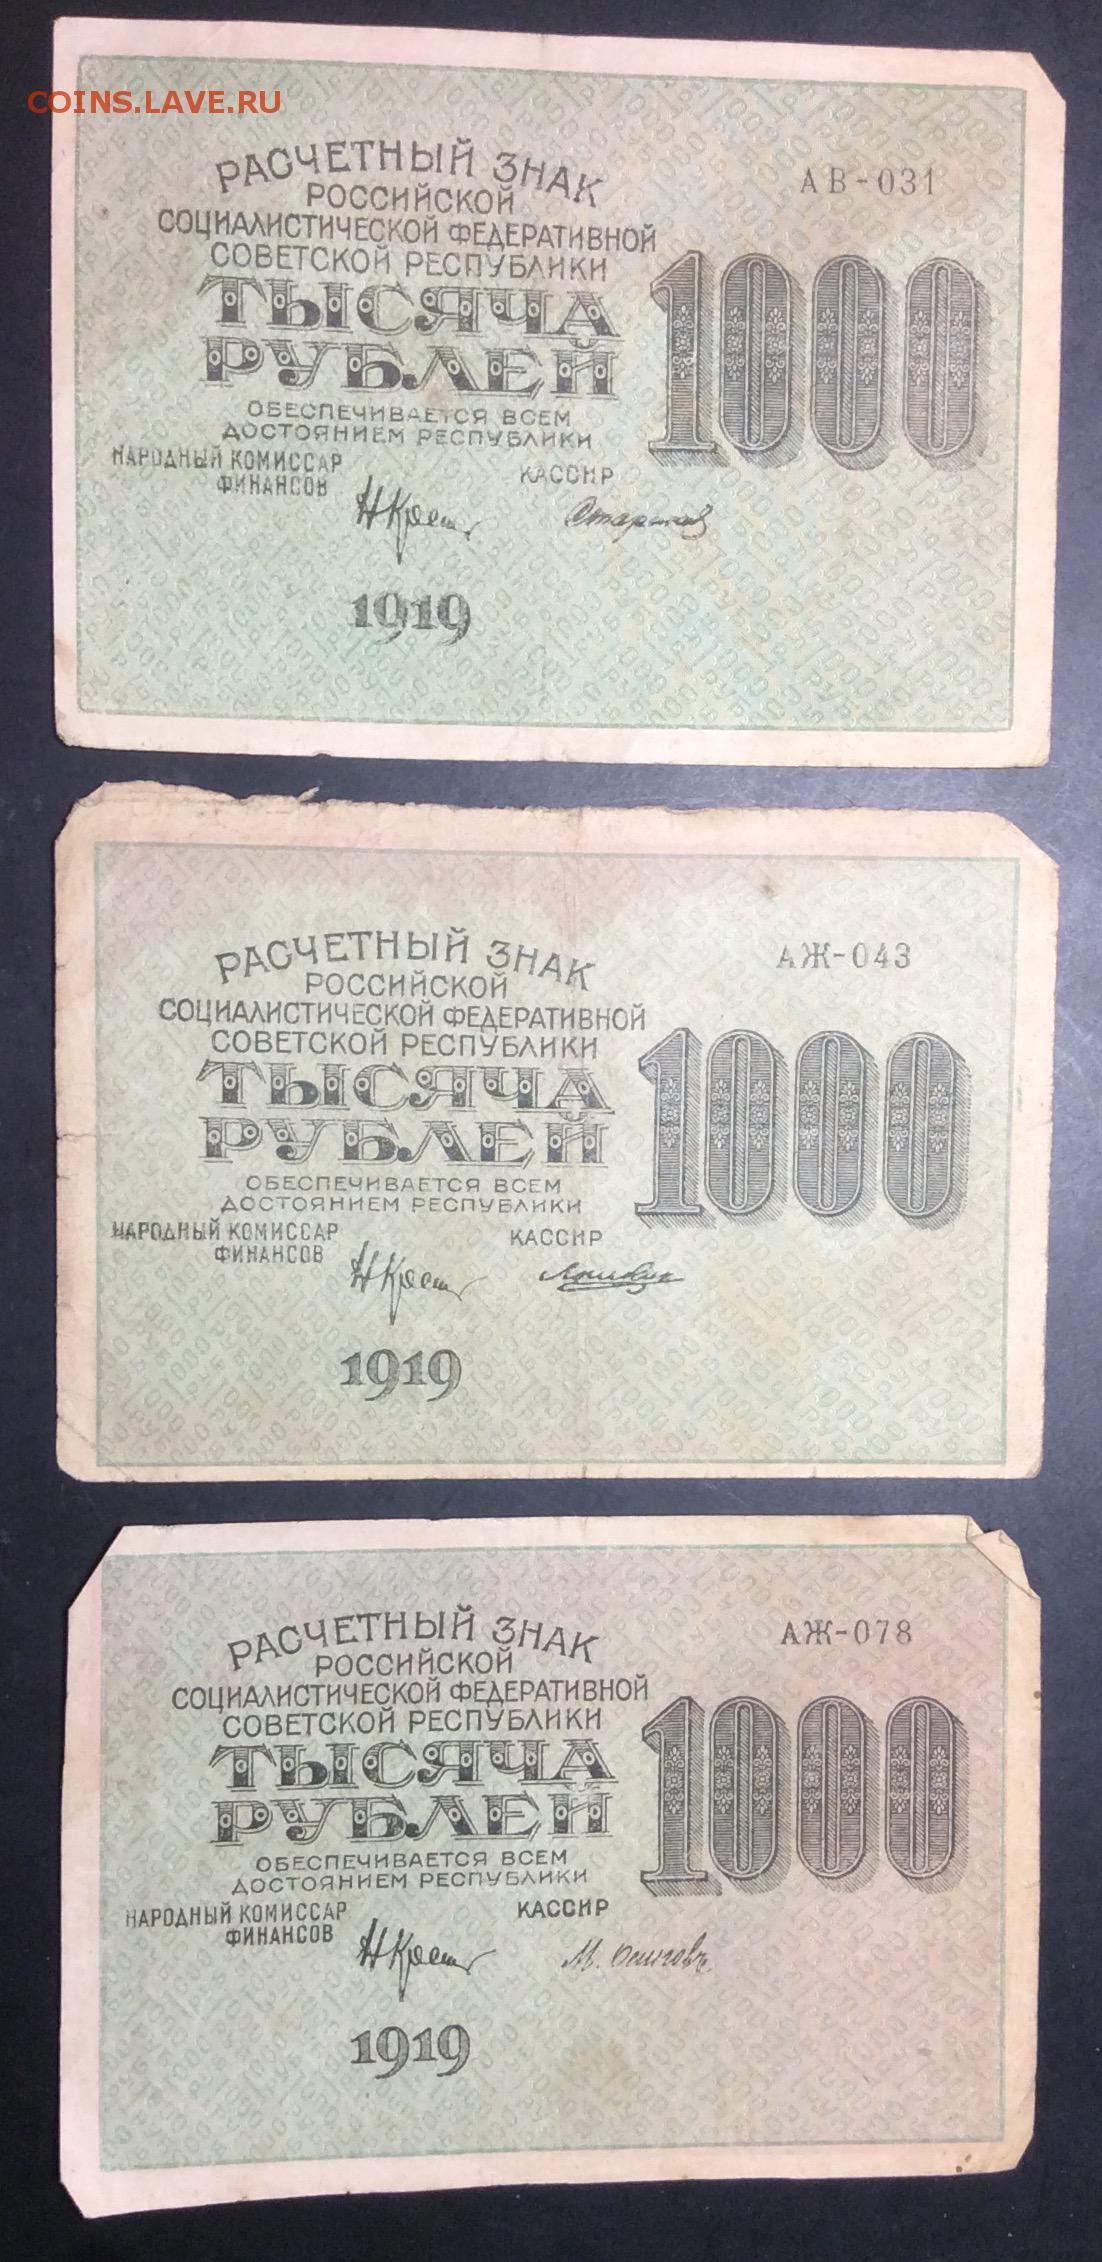 COINS.LAVE.RU
РАСЧЕТНЫЙ ЗНАК
РОССИЙСКОЙ
СОЦИАЛИСТИЧЕСКОЙ ФЕДЕРАТИВНОЙ
СОВЕТСКОЙ РЕСПУБЛИКИ
ТЫСЯЧА
РУБЛЕЙ
ОБЕСПЕЧИВАЕТСЯ ВСЕМ
ДОСТОЯНИЕМ РЕСПУБЛИКИ
НАРОДНЫЙ КОМИССАР
ФИНАНСОВ
КАССИР
1919
АВ-031
1000
РАСЧЕТНЫЙ ЗНАК
РОССИЙСКОЙ
СОЦИАЛИСТИЧЕСКОЙ ФЕДЕРАТИВНОЙ
СОВЕТСКОЙ РЕСПУБЛИКИ
ТЫСЯЧА
РУБЛЕЙ
ОБЕСПЕЧИВАЕТСЯ ВСЕМ
ДОСТОЯНИЕМ РЕСПУБЛИКИ
НАРОДНЫЙ КОМИССАР
ФИНАНСОВ
КАССИР
1919
АЖ-043
1000
РАСЧЕТНЫЙ ЗНАК
РОССИЙСКОЙ
СОЦИАЛИСТИЧЕСКОЙ ФЕДЕРАТИВНОЙ
СОВЕТСКОЙ РЕСПУБЛИКИ
ТЫСЯЧА
РУБЛЕЙ
ОБЕСПЕЧИВАЕТСЯ ВСЕМ
ДОСТОЯНИЕМ РЕСПУБЛИКИ
НАРОДНЫЙ КОМИССАР
ФИНАНСОВ
КАССИР
1919
АЖ-078
1000